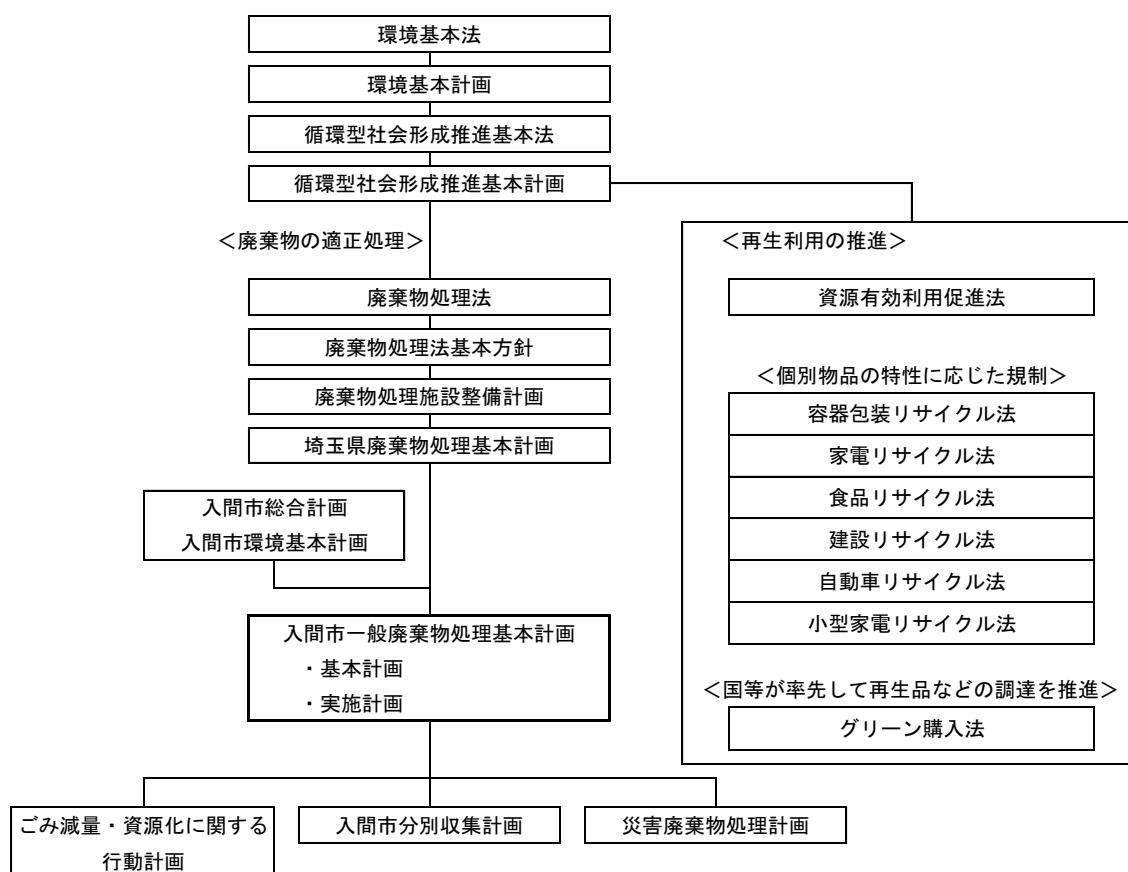 環境基本法
環境基本計画
循環型社会形成推進基本法
循環型社会形成推進基本計画
＜廃棄物の適正処理＞
廃棄物処理法
廃棄物処理法基本方針
廃棄物処理施設整備計画
埼玉県廃棄物処理基本計画
入間市総合計画
入間市環境基本計画
入間市一般廃棄物処理基本計画
・基本計画
・実施計画
＜再生利用の推進＞
資源有効利用促進法
＜個別物品の特性に応じた規制＞
容器包装リサイクル法
家電リサイクル法
食品リサイクル法
建設リサイクル法
自動車リサイクル法
小型家電リサイクル法
＜国等が率先して再生品などの調達を推進＞
グリーン購入法
ごみ減量・資源化に関する
行動計画
入間市分別収集計画
災害廃棄物処理計画